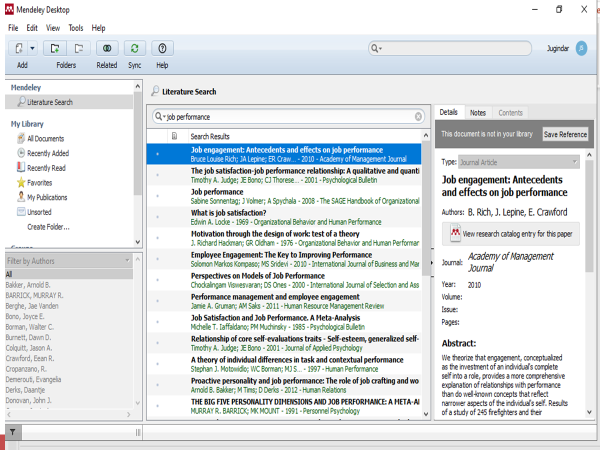 Mendeley Desktop
File Edit View Tools Help
Jugindar
JS
Add Folders Related Sync Help
Mendeley
Literature Search
My Library
All Documents
Recently Added
Recently Read
Favorites
My Publications
Unsorted
Create Folder...
Filter by Authors
All
Bakker, Arnold B.
BARRICK, MURRAY R.
Berghe, Jae Vanden
Bono, Joyce E.
Borman, Walter C.
Burnett, Dawn D.
Colquitt, Jason A.
Crawford, Eean R.
Cropanzano, R.
Demerouti, Evangelia
Derks, Daantje
Donovan, John J.
Literature Search
job performance
Search Results
Job engagement: Antecedents and effects on job performance
Bruce Louise Rich; JA Lepine; ER Craw... - 2010 - Academy of Management Journal
The job satisfaction-job performance relationship: A qualitative and quanti
Timothy A. Judge; JE Bono; CJ Thorese... - 2001 - Psychological Bulletin
Job performance
Sabine Sonnentag; J Volmer; A Spychala - 2008 - The SAGE Handbook of Organizational
What is job satisfaction?
Edwin A. Locke - 1969 - Organizational Behavior and Human Performance
Motivation through the design of work: test of a theory
J. Richard Hackman; GR Oldham - 1976 - Organizational Behavior and Human Performar
Employee Engagement: The Key to Improving Performance
Solomon Markos Kompaso; MS Sridevi - 2010 - International Journal of Business and Mar
Perspectives on Models of Job Performance
Chockalingam Viswesvaran; DS Ones - 2000 - International Journal of Selection and Ass
Performance management and employee engagement
Jamie A. Gruman; AM Saks - 2011 - Human Resource Management Review
Job Satisfaction and Job Performance. A Meta-Analysis
Michelle T. Iaffaldano; PM Muchinsky - 1985 - Psychological Bulletin
Relationship of core self-evaluations traits - Self-esteem, generalized self-
Timothy A. Judge; JE Bono - 2001 - Journal of Applied Psychology
A theory of individual differences in task and contextual performance
Stephan J. Motowidlo; WC Borman; MJ S... - 1997 - Human Performance
Proactive personality and job performance: The role of job crafting and wo
Arnold B. Bakker; M Tims; D Derks - 2012 - Human Relations
THE BIG FIVE PERSONALITY DIMENSIONS AND JOB PERFORMANCE: A META-AI
MURRAY R. BARRICK; MK MOUNT - 1991 - Personnel Psychology
Details Notes Contents
This document is not in your library Save Reference
Type: Journal Article
Job engagement: Antecedents
and effects on job performance
Authors: B. Rich, J. Lepine, E. Crawford
View research catalog entry for this paper
Journal: Academy of Management
Journal
Year: 2010
Volume:
Issue:
Pages:
Abstract:
We theorize that engagement, conceptualized
as the investment of an individual's complete
self into a role, provides a more comprehensive
explanation of relationships with performance
than do well-known concepts that reflect
narrower aspects of the individual's self. Results
of a study of 245 firefighters and their